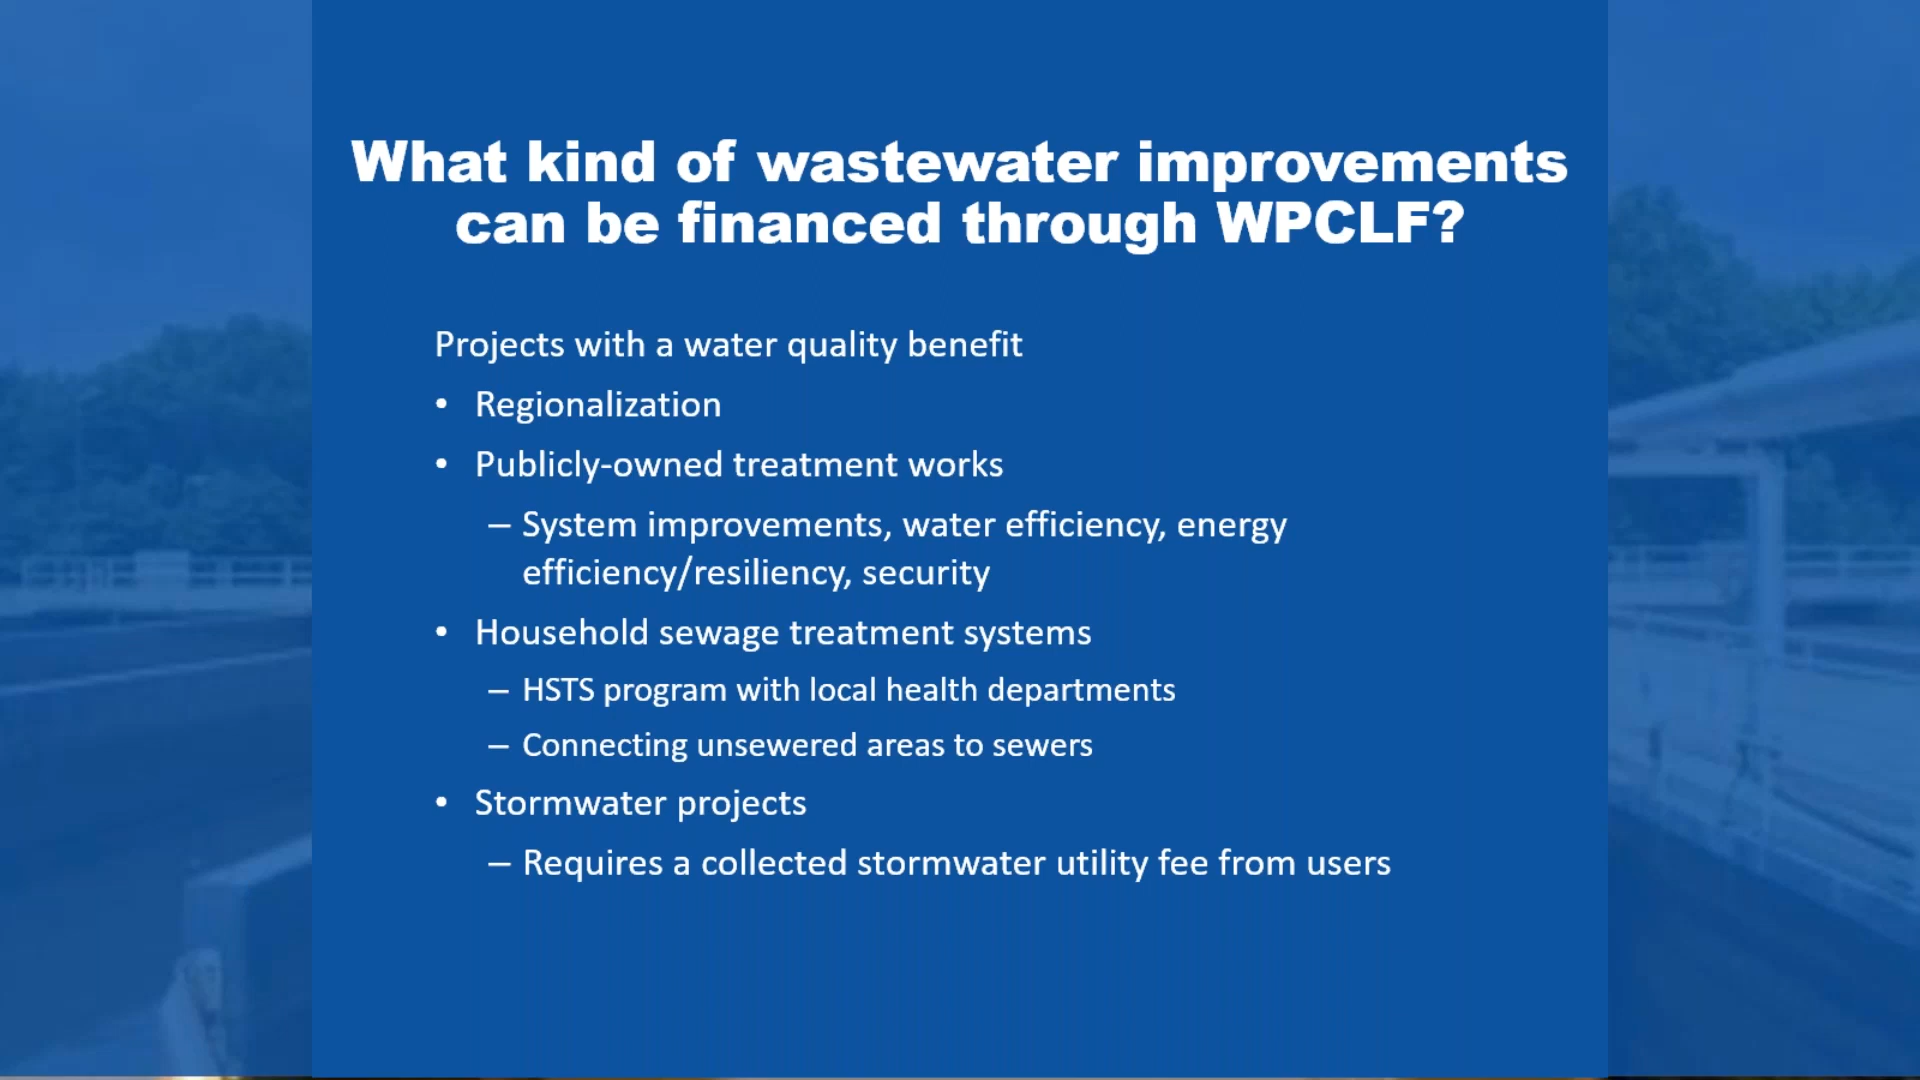 What kind of wastewater improvements
can be financed through WPCLF?
Projects with a water quality benefit
• Regionalization
• Publicly-owned treatment works
– System improvements, water efficiency, energy
efficiency/resiliency, security
• Household sewage treatment systems
– HSTS program with local health departments
– Connecting unsewered areas to sewers
• Stormwater projects
– Requires a collected stormwater utility fee from users